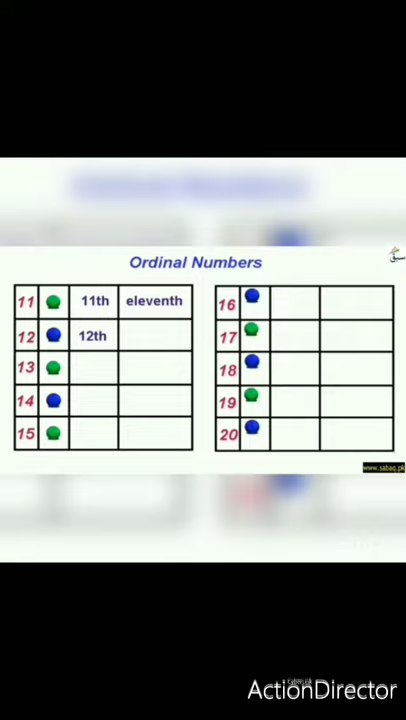 Ordinal Numbers
سبق
11 11th eleventh
12 12th
13
14
15
16
17
18
19
20
www.sabaq.pk
ActionDirector